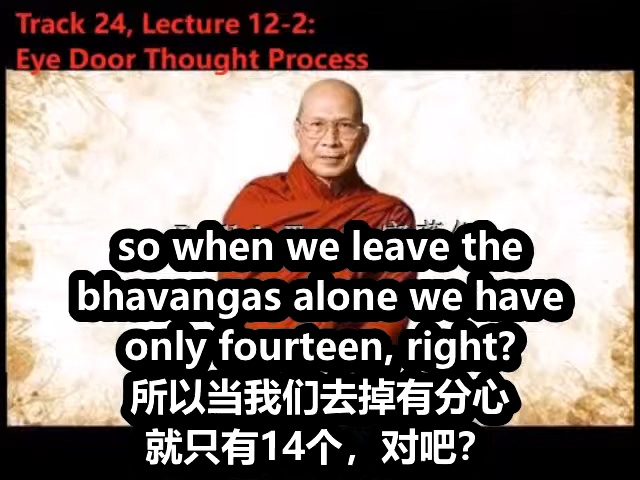 Track 24, Lecture 12-2:
Eye Door Thought Process
so when we leave the
bhavangas alone we have
only fourteen, right?
所以当我们去掉有分心
就只有14个，对吧？